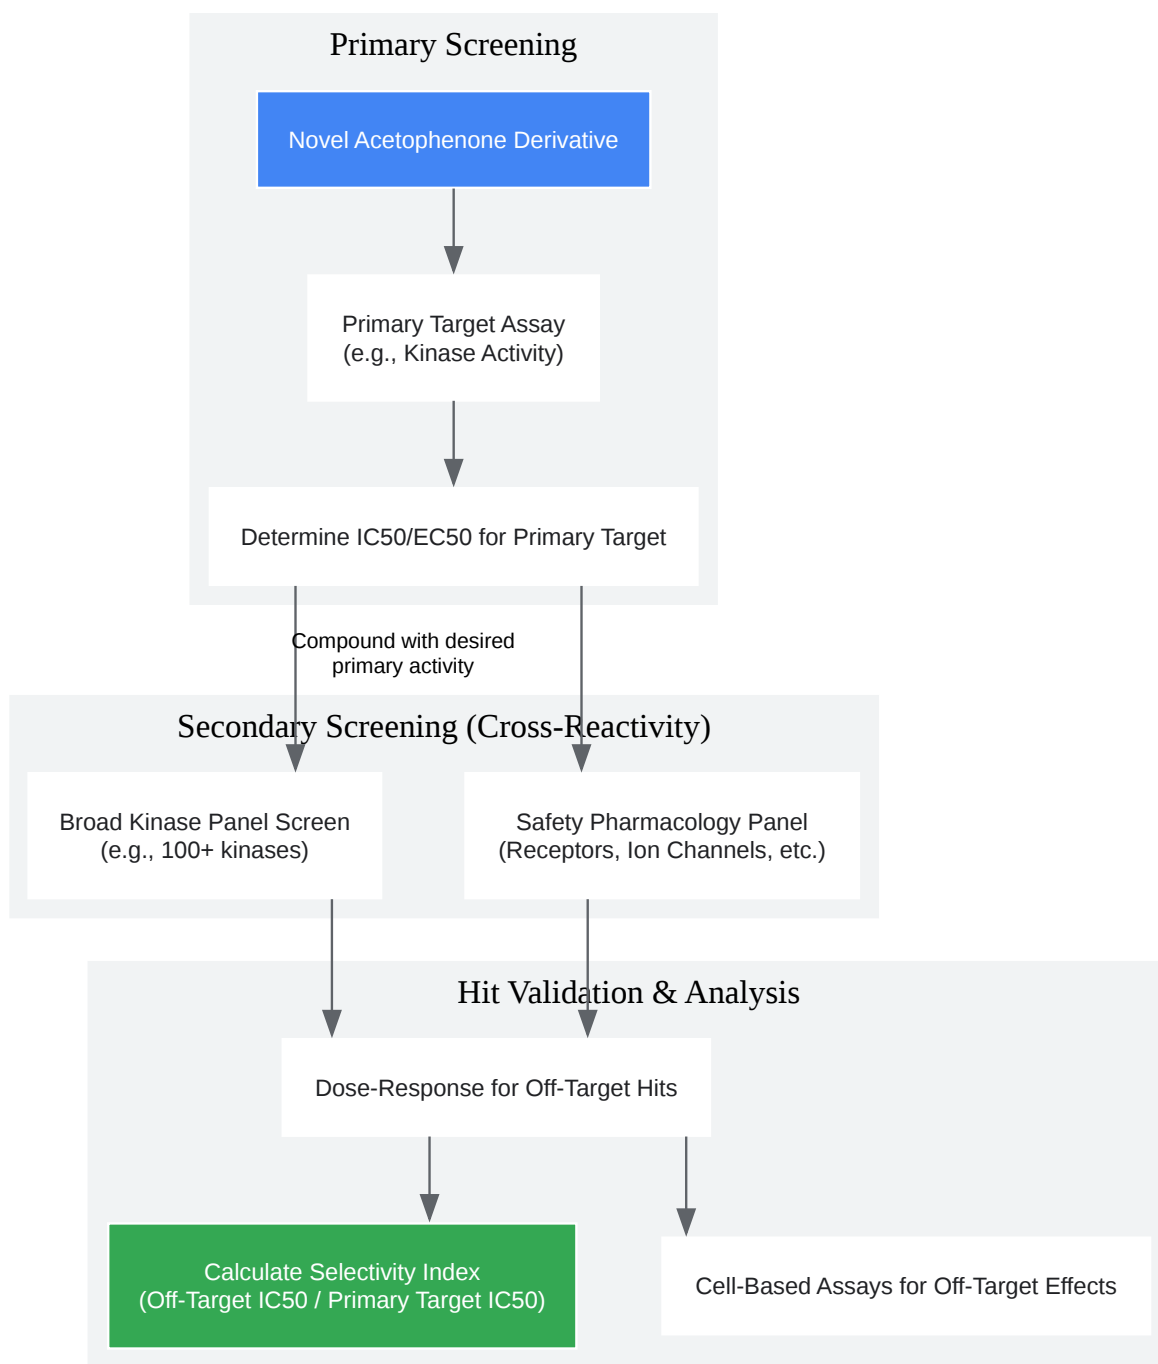 Primary Screening
Novel Acetophenone Derivative
Primary Target Assay
(e.g., Kinase Activity)
Determine IC50/EC50 for Primary Target
Compound with desired
primary activity
Secondary Screening (Cross-Reactivity)
Broad Kinase Panel Screen
(e.g., 100+ kinases)
Safety Pharmacology Panel
(Receptors, Ion Channels, etc.)
Hit Validation & Analysis
Dose-Response for Off-Target Hits
Calculate Selectivity Index
(Off-Target IC50 / Primary Target IC50)
Cell-Based Assays for Off-Target Effects